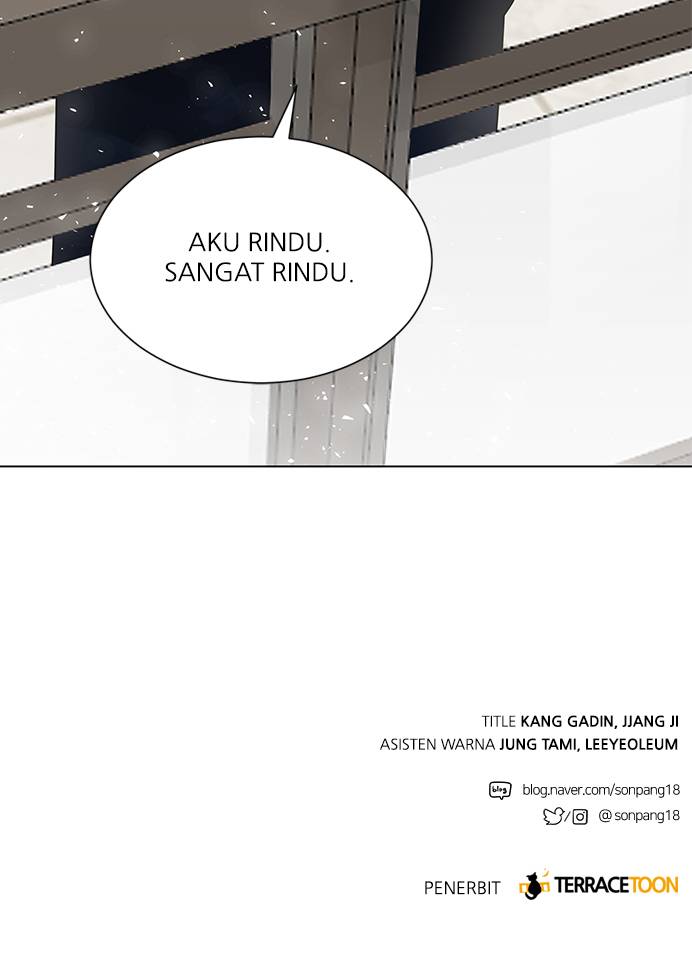 AKU RINDU.
SANGAT RINDU.
TITLE KANG GADIN, JJANG JI
ASISTEN WARNA JUNG TAMI, LEEYEOLEUM
blog blog.naver.com/sonpang18
/ @sonpang18
PENERBIT TERRACETOON